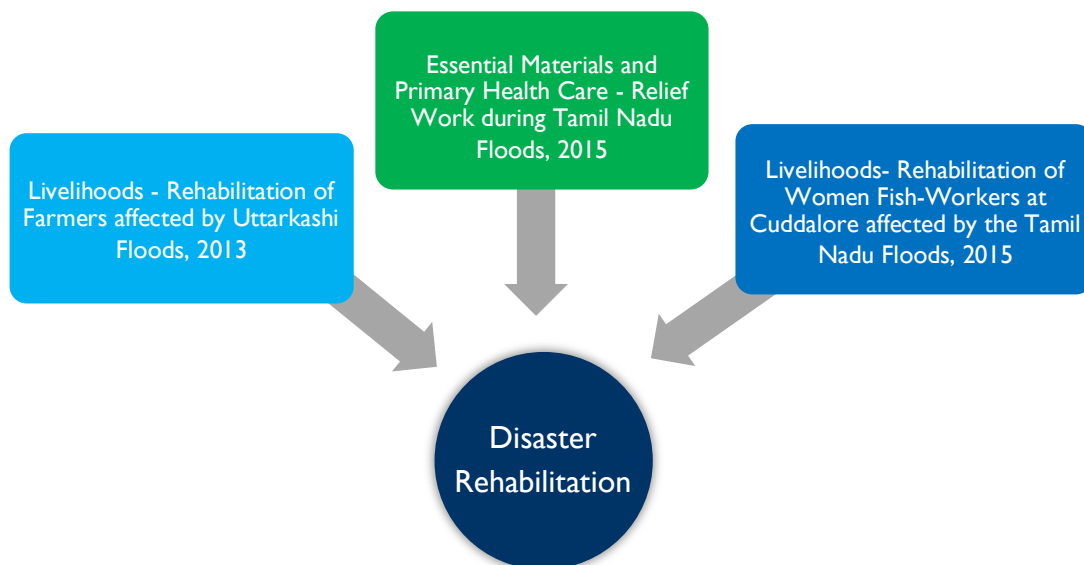 Essential Materials and
Primary Health Care - Relief
Work during Tamil Nadu
Floods, 2015
Livelihoods - Rehabilitation of
Farmers affected by Uttarkashi
Floods, 2013
Livelihoods- Rehabilitation of
Women Fish-Workers at
Cuddalore affected by the Tamil
Nadu Floods, 2015
Disaster
Rehabilitation